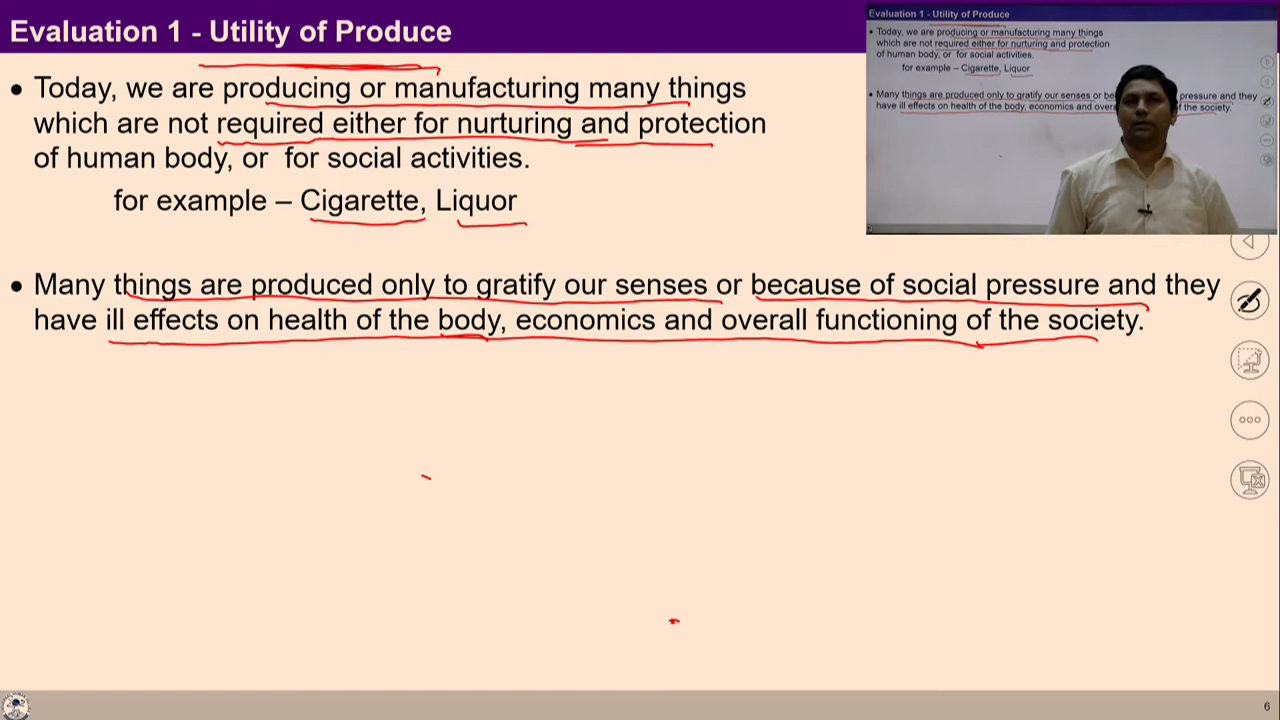 Evaluation 1 - Utility of Produce
• Today, we are producing or manufacturing many things
which are not required either for nurturing and protection
of human body, or for social activities.
for example – Cigarette, Liquor
• Many things are produced only to gratify our senses or because of social pressure and they
have ill effects on health of the body, economics and overall functioning of the society.
Evaluation 1 - Utility of Produce
• Today, we are producing or manufacturing many things
which are not required either for nurturing and protection
of human body, or for social activities.
for example – Cigarette, Liquor
• Many things are produced only to gratify our senses or be pressure and they
have ill effects on health of the body, economics and overa f the society.
6